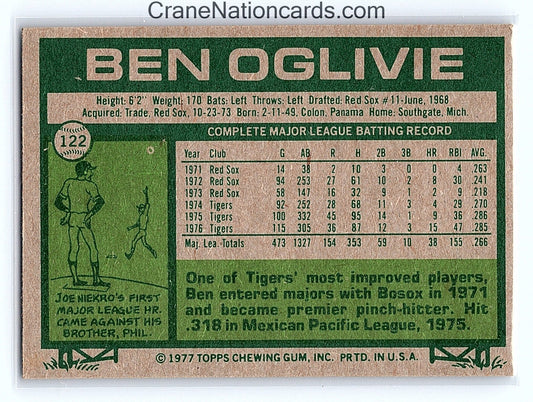 CraneNationcards.com
BEN OGLIVIE
Height: 6'2" Weight: 170 Bats: Left Throws: Left Drafted: Red Sox #11-June, 1968
Acquired: Trade, Red Sox, 10-23-73 Born: 2-11-49, Colon, Panama Home: Southgate, Mich.
122
COMPLETE MAJOR LEAGUE BATTING RECORD
Year Club G AB R H 2B 3B HR RBI AVG.
1971 Red Sox 14 38 2 10 3 0 0 4 .263
1972 Red Sox 94 253 27 61 10 2 8 30 .241
1973 Red Sox 58 147 16 32 9 1 2 9 .218
1974 Tigers 92 252 28 68 11 3 4 29 .270
1975 Tigers 100 332 45 95 14 1 9 36 .286
1976 Tigers 115 305 36 87 12 3 15 47 .285
Maj. Lea. Totals 473 1327 154 353 59 10 38 155 .266
JOE NIEKRO'S FIRST
MAJOR LEAGUE HR.
CAME AGAINST HIS
BROTHER, PHIL.
One of Tigers' most improved players,
Ben entered majors with Bosox in 1971
and became premier pinch-hitter. Hit
.318 in Mexican Pacific League, 1975.
© 1977 TOPPS CHEWING GUM, INC. PRTD. IN U.S.A.